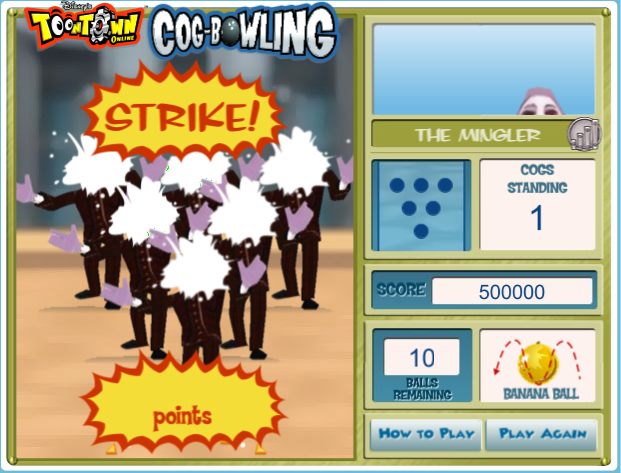 Disney's
TOONTOWN
ONLINE
COG-BOWLING
STRIKE!
points
THE MINGLER
COGS
STANDING
1
SCORE 500000
10
BALLS
REMAINING
BANANA BALL
HOW TO PLAY
PLAY AGAIN